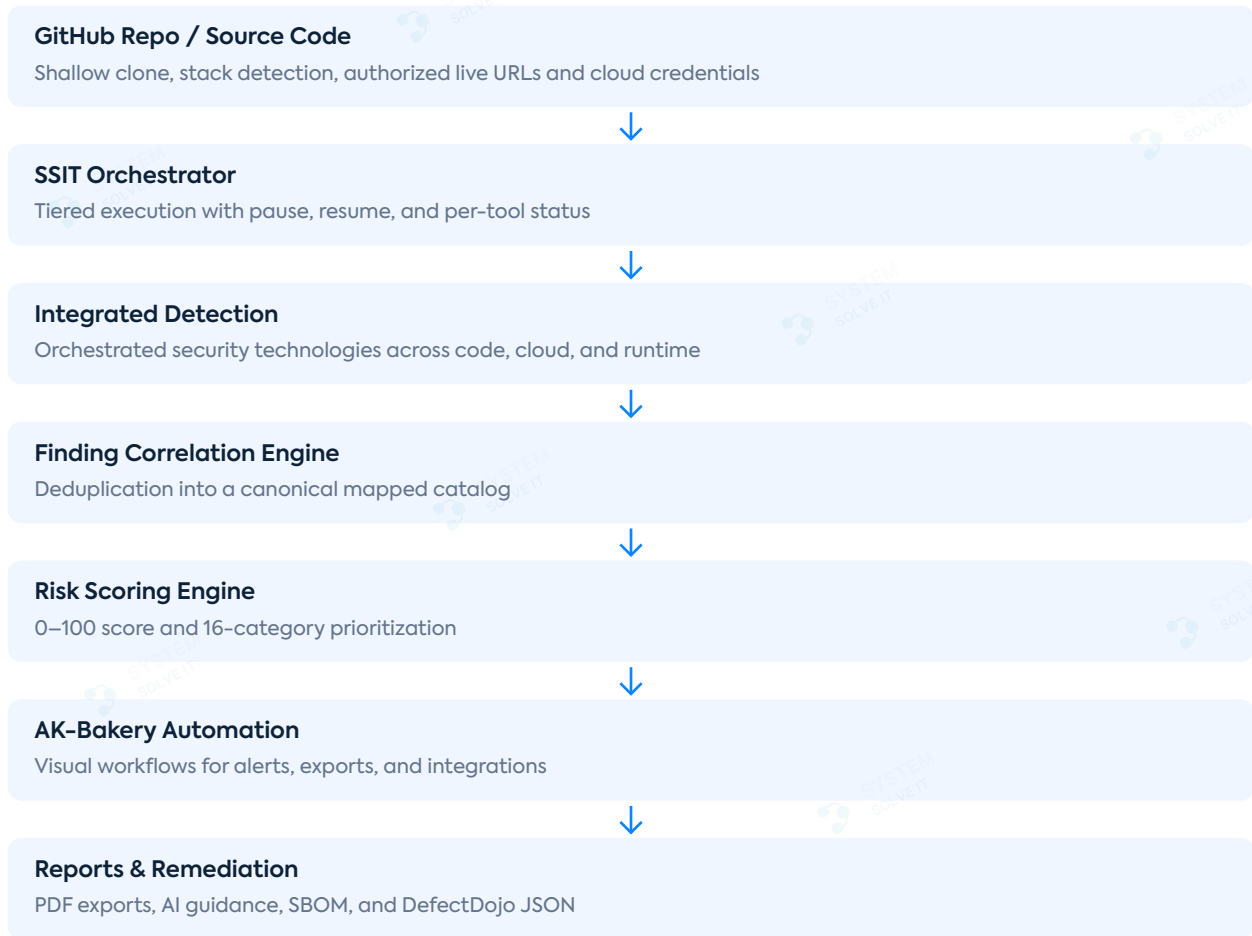 GitHub Repo / Source Code
Shallow clone, stack detection, authorized live URLs and cloud credentials
SSIT Orchestrator
Tiered execution with pause, resume, and per-tool status
Integrated Detection
Orchestrated security technologies across code, cloud, and runtime
Finding Correlation Engine
Deduplication into a canonical mapped catalog
Risk Scoring Engine
0–100 score and 16-category prioritization
AK-Bakery Automation
Visual workflows for alerts, exports, and integrations
Reports & Remediation
PDF exports, AI guidance, SBOM, and DefectDojo JSON
SYSTEM
SOLVE IT